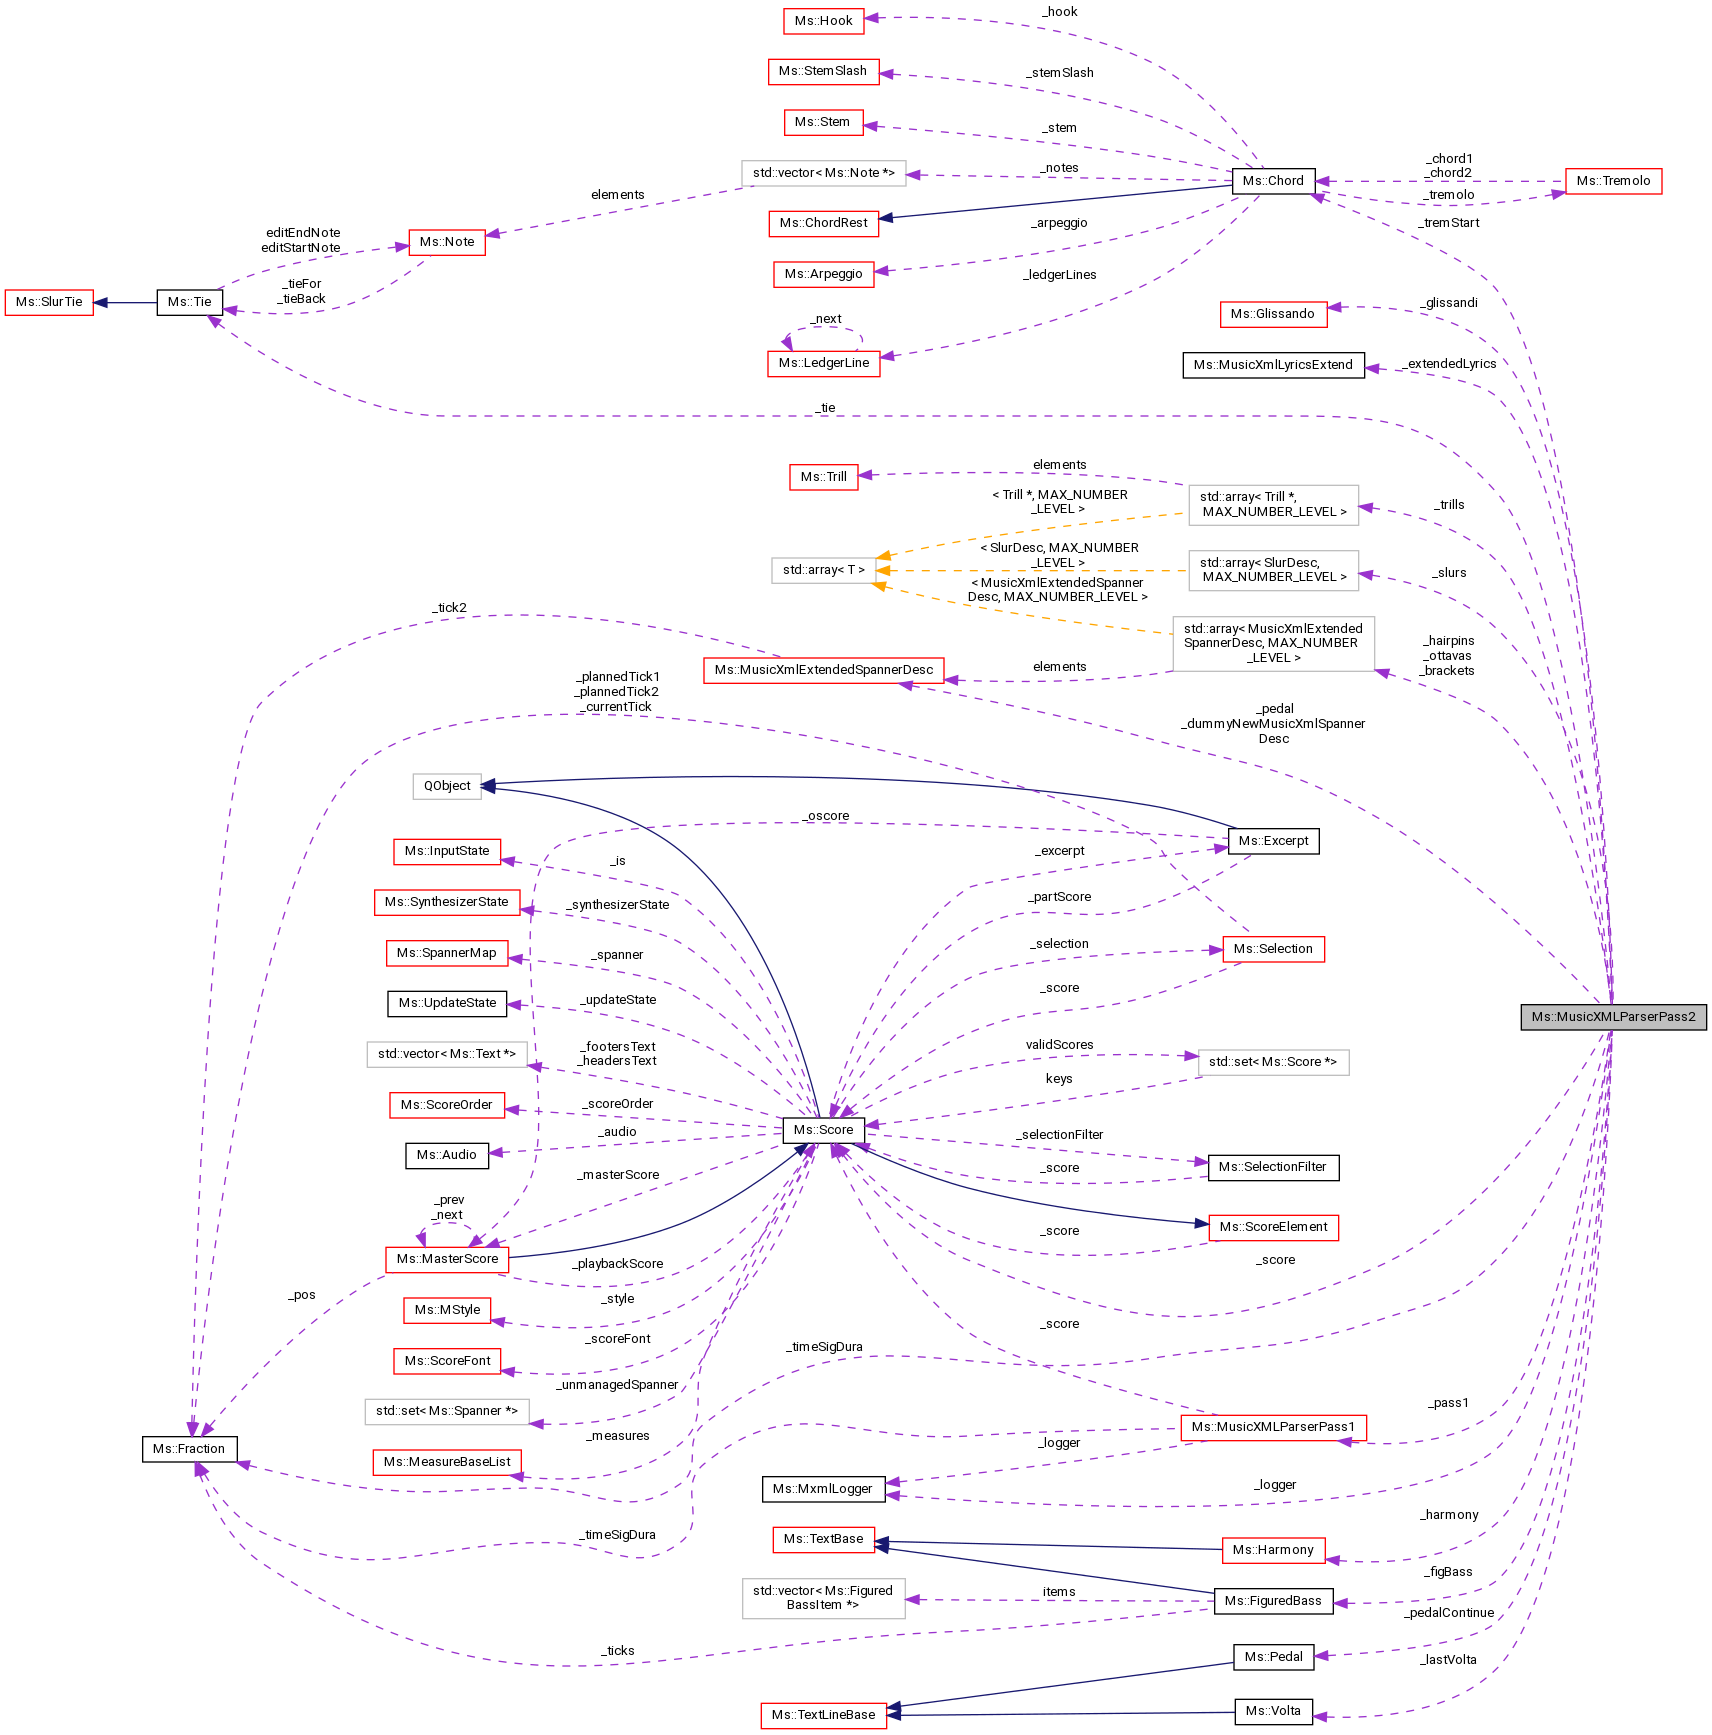 Ms::Hook
_hook
Ms::StemSlash
_stemSlash
Ms::Stem
_stem
std::vector< Ms::Note *>
_notes
Ms::Chord
_chord1
_chord2
Ms::Tremolo
_tremolo
elements
Ms::ChordRest
_tremStart
editEndNote
editStartNote
Ms::Note
_arpeggio
Ms::Arpeggio
_ledgerLines
_tieFor
_tieBack
Ms::SlurTie
Ms::Tie
_next
Ms::Glissando
_glissandi
Ms::LedgerLine
Ms::MusicXmlLyricsExtend
_extendedLyrics
_tie
Ms::Trill
elements
< Trill *, MAX_NUMBER
_LEVEL >
std::array< Trill *,
MAX_NUMBER_LEVEL >
_trills
std::array< T >
< SlurDesc, MAX_NUMBER
_LEVEL >
std::array< SlurDesc,
MAX_NUMBER_LEVEL >
_slurs
< MusicXmlExtendedSpanner
Desc, MAX_NUMBER_LEVEL >
_tick2
std::array< MusicXmlExtended
SpannerDesc, MAX_NUMBER
_LEVEL >
_hairpins
_ottavas
_brackets
Ms::MusicXmlExtendedSpannerDesc
elements
_plannedTick1
_plannedTick2
_currentTick
_pedal
_dummyNewMusicXmlSpanner
Desc
QObject
_oscore
Ms::InputState
_is
_excerpt
Ms::Excerpt
Ms::SynthesizerState
_synthesizerState
_partScore
Ms::SpannerMap
_spanner
_selection
Ms::Selection
Ms::UpdateState
_updateState
_score
Ms::MusicXMLParserPass2
std::vector< Ms::Text *>
_footersText
_headersText
validScores
std::set< Ms::Score *>
keys
Ms::ScoreOrder
_scoreOrder
Ms::Audio
_audio
Ms::Score
_selectionFilter
Ms::SelectionFilter
_masterScore
_score
_prev
_next
Ms::ScoreElement
_score
Ms::MasterScore
_playbackScore
_score
_pos
Ms::MStyle
_style
_score
Ms::ScoreFont
_scoreFont
_timeSigDura
_unmanagedSpanner
std::set< Ms::Spanner *>
_pass1
Ms::MusicXMLParserPass1
Ms::Fraction
_measures
_logger
Ms::MeasureBaseList
Ms::MxmlLogger
_logger
_harmony
_timeSigDura
Ms::TextBase
Ms::Harmony
_figBass
std::vector< Ms::Figured
BassItem *>
items
Ms::FiguredBass
_pedalContinue
_ticks
Ms::Pedal
_lastVolta
Ms::TextLineBase
Ms::Volta